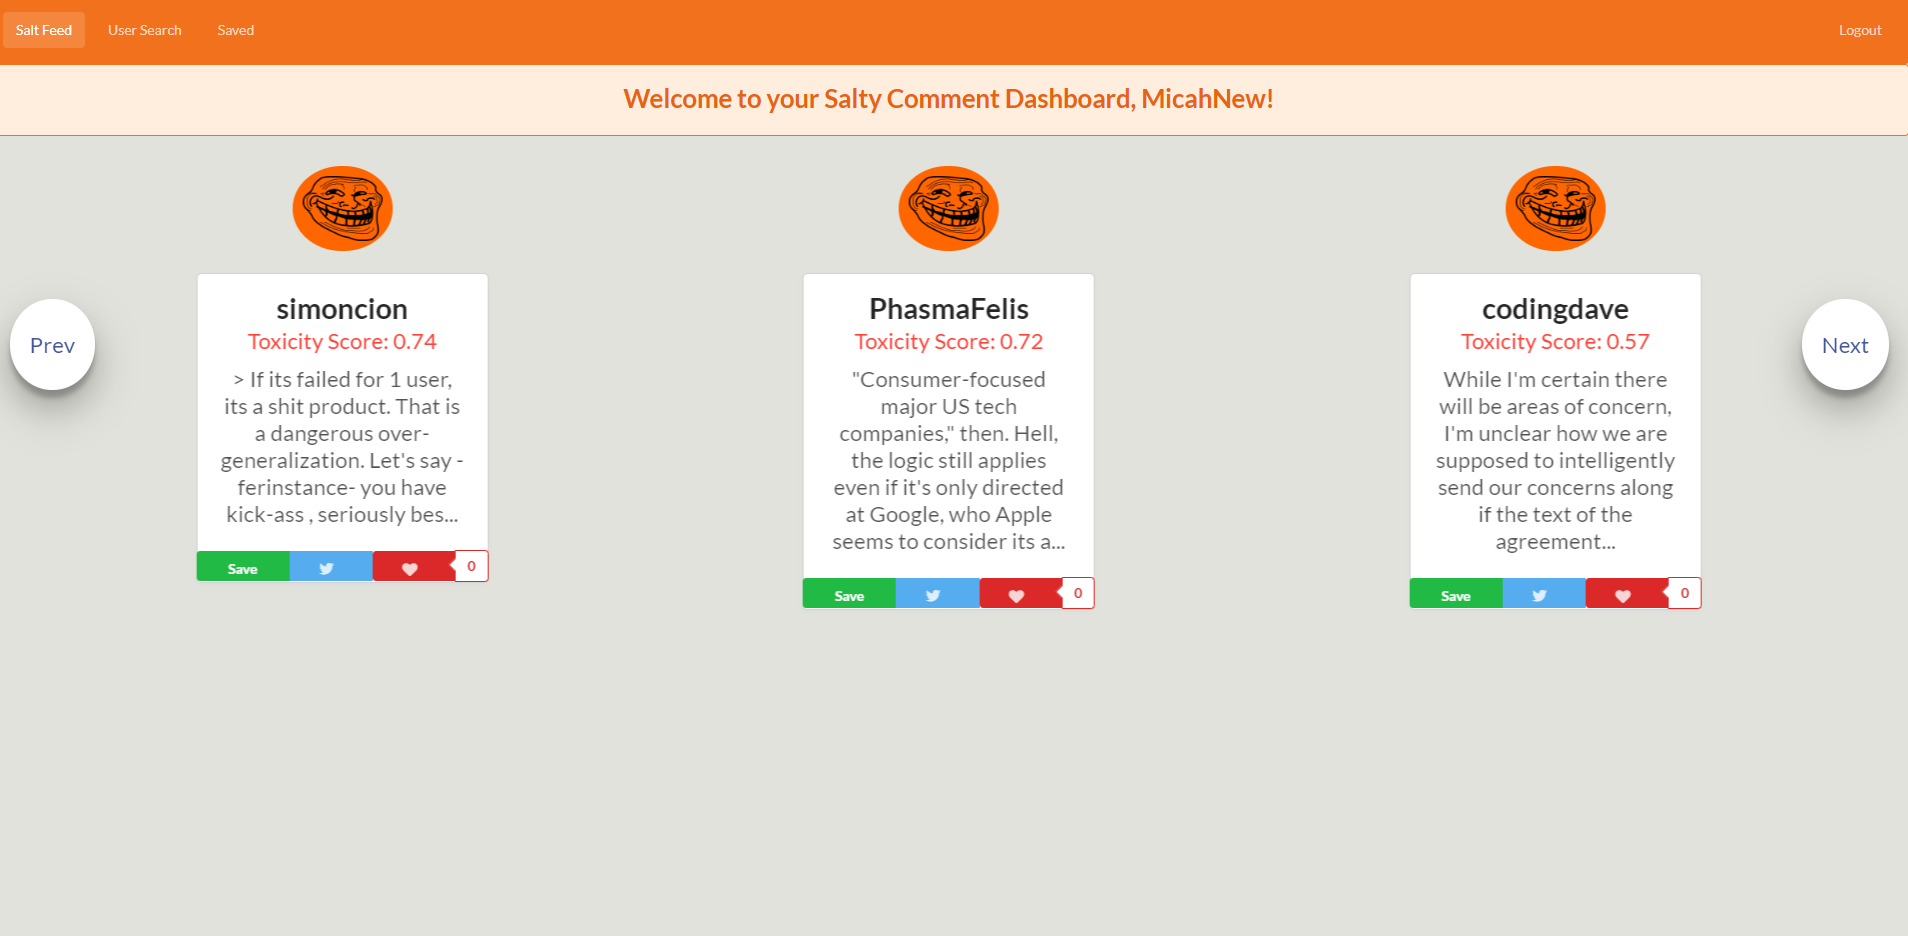 Salt Feed User Search Saved Logout
Welcome to your Salty Comment Dashboard, MicahNew!
Prev
simoncion
Toxicity Score: 0.74
> If its failed for 1 user,
its a shit product. That is
a dangerous over-
generalization. Let's say -
ferinstance- you have
kick-ass , seriously bes...
Save 0
PhasmaFelis
Toxicity Score: 0.72
"Consumer-focused
major US tech
companies," then. Hell,
the logic still applies
even if it's only directed
at Google, who Apple
seems to consider its a...
Save 0
codingdave
Toxicity Score: 0.57
While I'm certain there
will be areas of concern,
I'm unclear how we are
supposed to intelligently
send our concerns along
if the text of the
agreement...
Save 0
Next